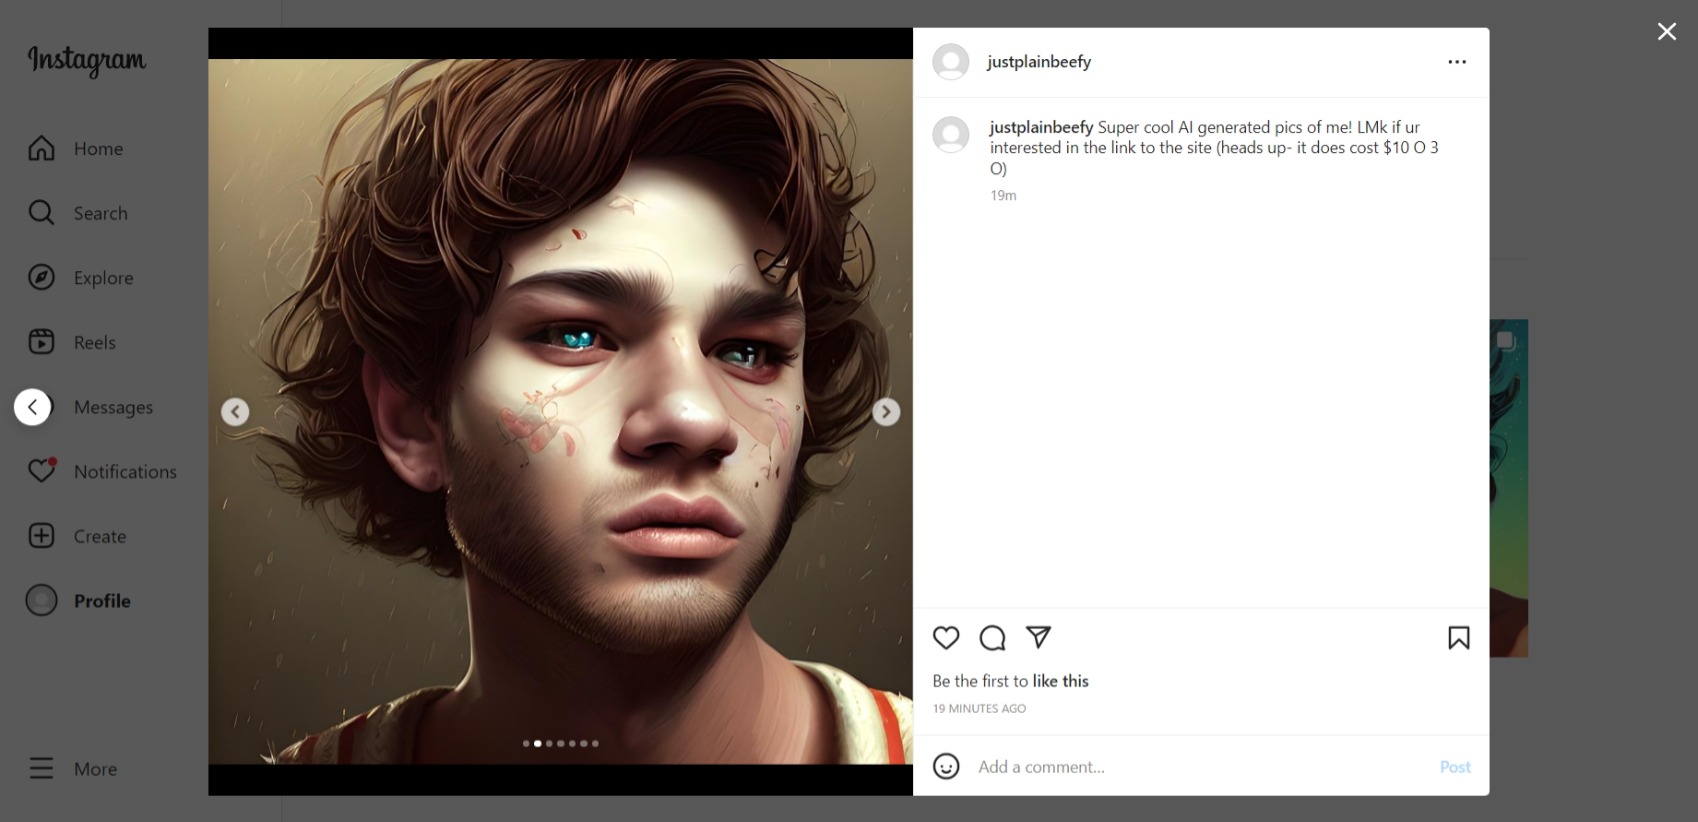 Instagram
Home
Search
Explore
Reels
Messages
Notifications
Create
Profile
More
justplainbeefy
justplainbeefy Super cool AI generated pics of me! LMk if ur
interested in the link to the site (heads up- it does cost $10 O 3
O)
19m
Be the first to like this
19 MINUTES AGO
Add a comment...
Post